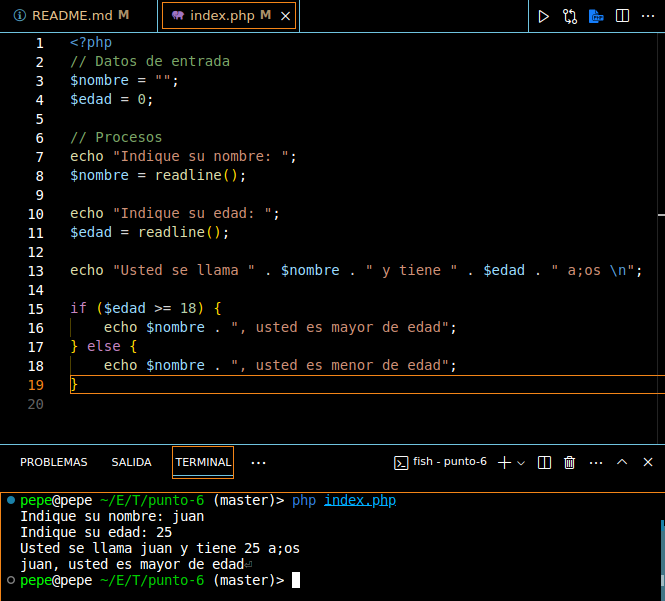 README.md M index.php M
1 <?php
2 // Datos de entrada
3 $nombre = "";
4 $edad = 0;
5
6 // Procesos
7 echo "Indique su nombre: ";
8 $nombre = readline();
9
10 echo "Indique su edad: ";
11 $edad = readline();
12
13 echo "Usted se llama " . $nombre . " y tiene " . $edad . " a;os \n";
14
15 if ($edad >= 18) {
16 echo $nombre . ", usted es mayor de edad";
17 } else {
18 echo $nombre . ", usted es menor de edad";
19 }
20
PROBLEMAS SALIDA TERMINAL ··· fish - punto-6
pepe@pepe ~/E/T/punto-6 (master)> php index.php
Indique su nombre: juan
Indique su edad: 25
Usted se llama juan y tiene 25 a;os
juan, usted es mayor de edad⏎
pepe@pepe ~/E/T/punto-6 (master)>